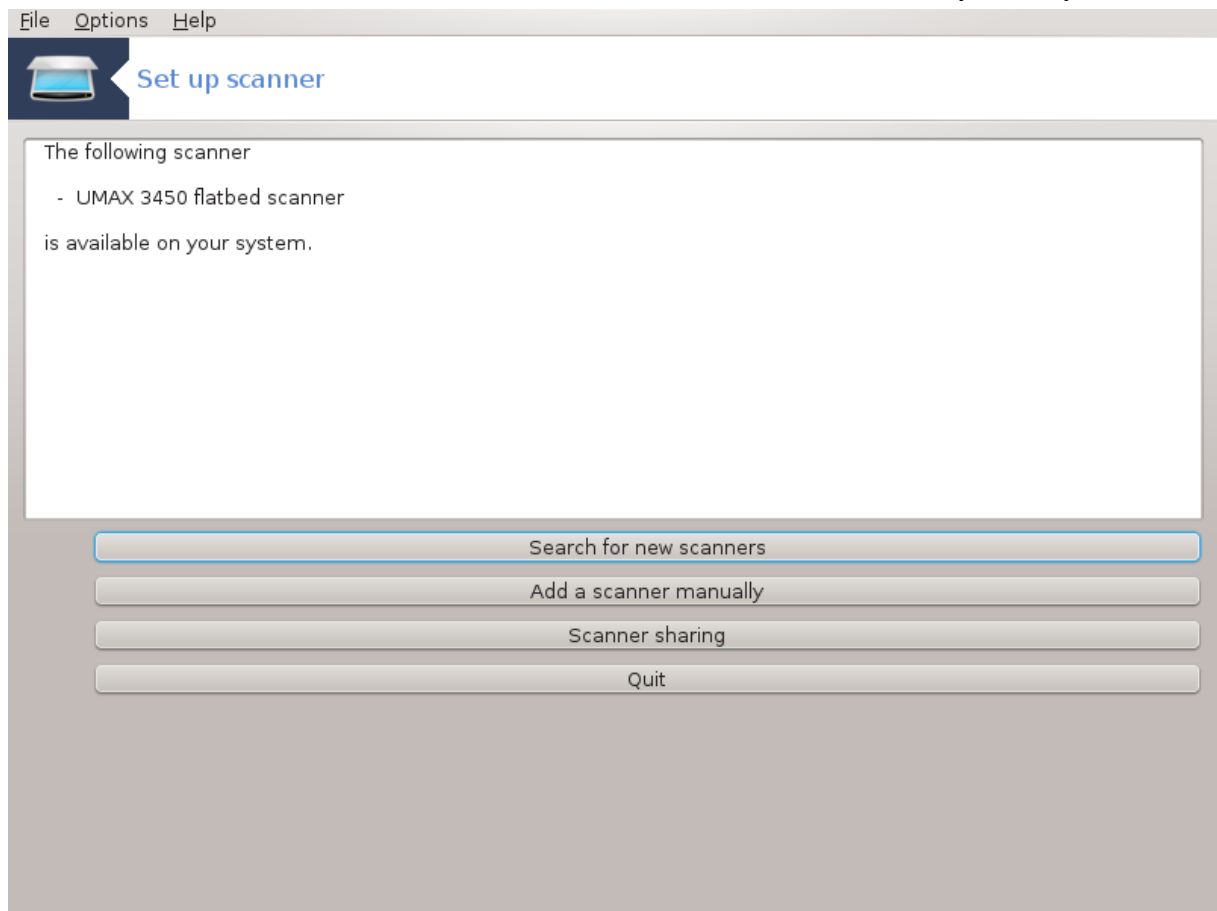 File Options Help
Set up scanner
The following scanner
- UMAX 3450 flatbed scanner
is available on your system.
Search for new scanners
Add a scanner manually
Scanner sharing
Quit